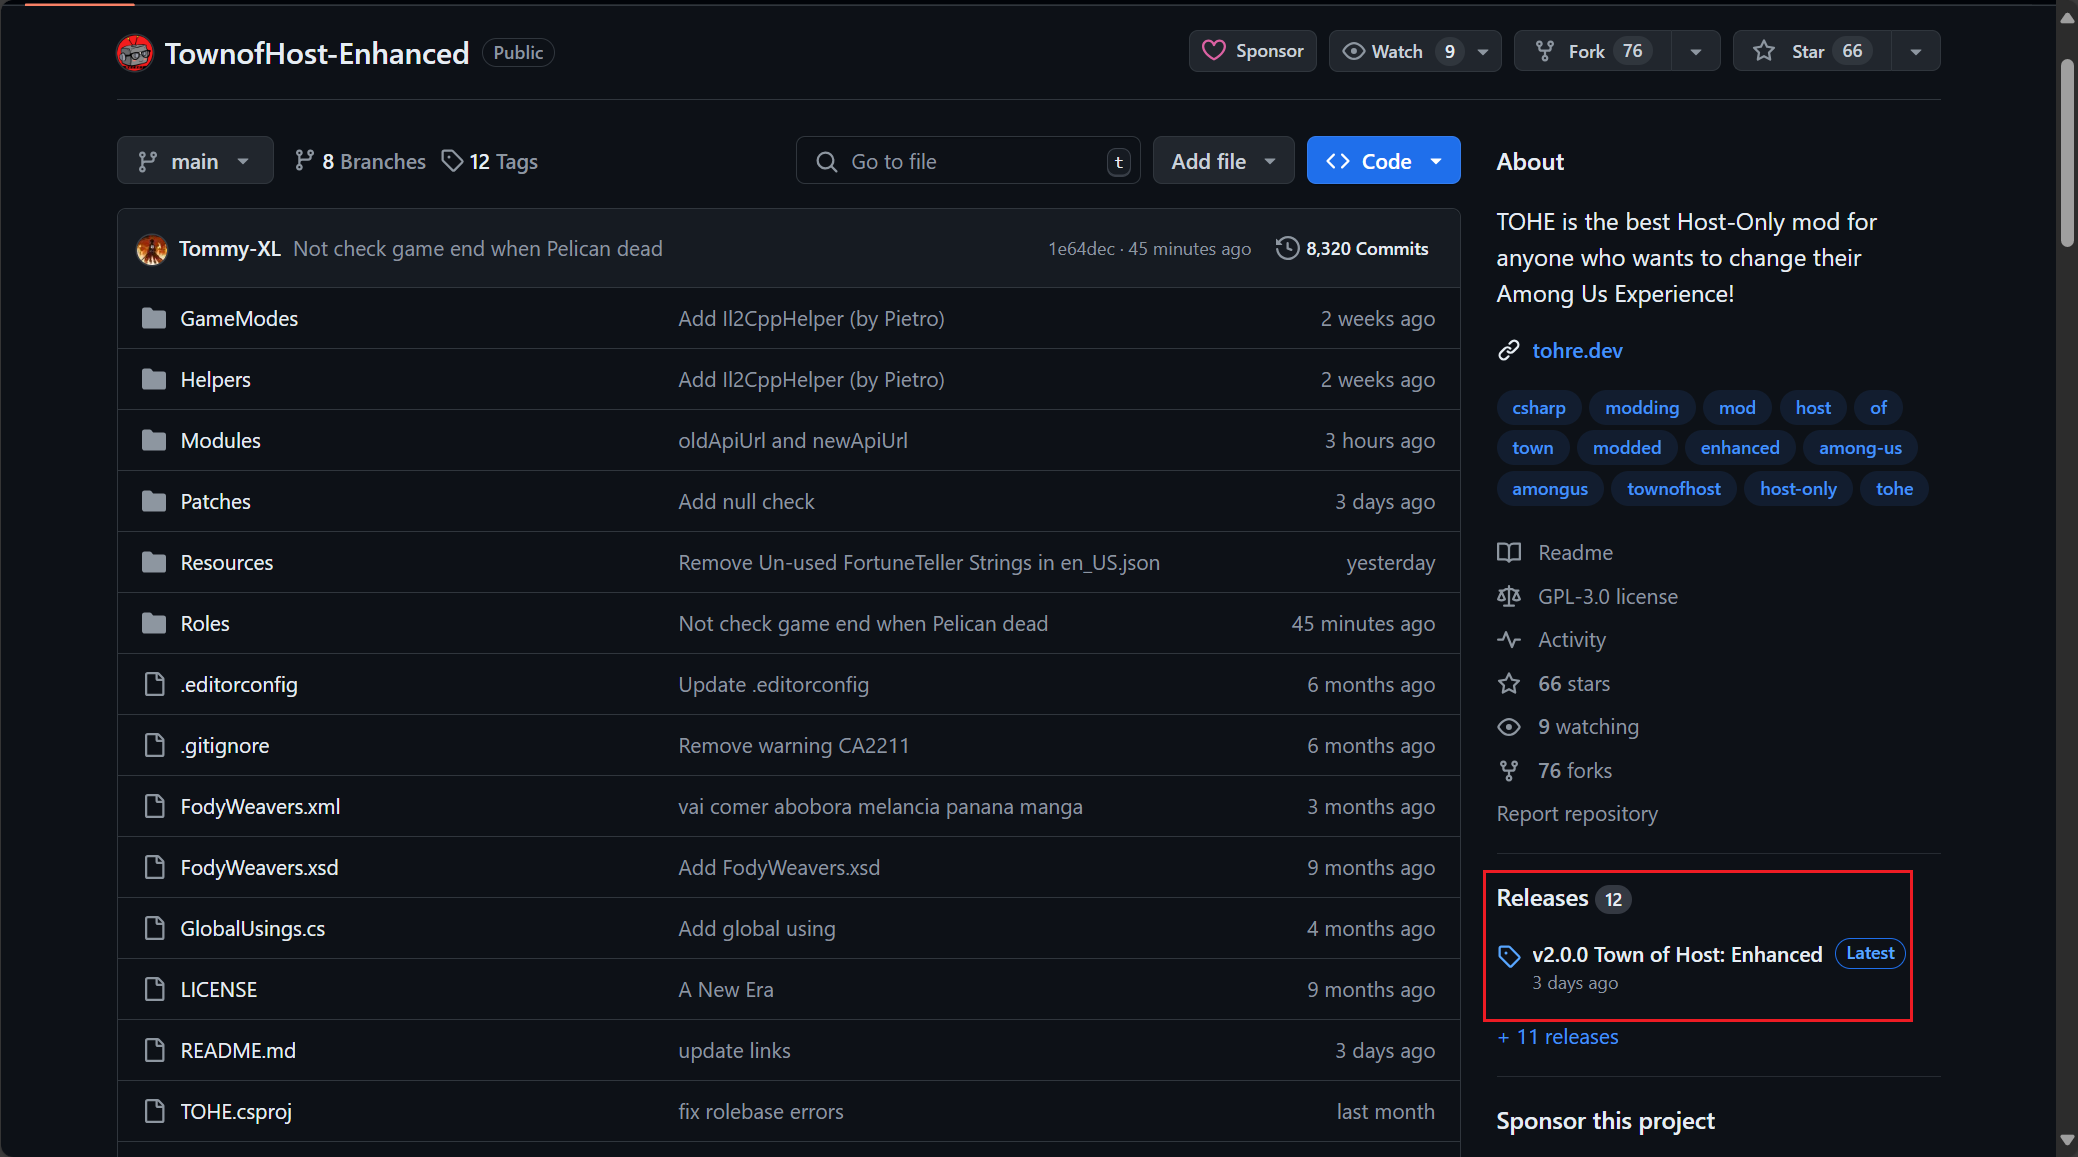 TownofHost-Enhanced Public
Sponsor Watch 9 Fork 76 Star 66
main 8 Branches 12 Tags Go to file t Add file Code
Tommy-XL Not check game end when Pelican dead 1e64dec · 45 minutes ago 8,320 Commits
GameModes Add Il2CppHelper (by Pietro) 2 weeks ago
Helpers Add Il2CppHelper (by Pietro) 2 weeks ago
Modules oldApiUrl and newApiUrl 3 hours ago
Patches Add null check 3 days ago
Resources Remove Un-used FortuneTeller Strings in en_US.json yesterday
Roles Not check game end when Pelican dead 45 minutes ago
.editorconfig Update .editorconfig 6 months ago
.gitignore Remove warning CA2211 6 months ago
FodyWeavers.xml vai comer abobora melancia panana manga 3 months ago
FodyWeavers.xsd Add FodyWeavers.xsd 9 months ago
GlobalUsings.cs Add global using 4 months ago
LICENSE A New Era 9 months ago
README.md update links 3 days ago
TOHE.csproj fix rolebase errors last month
About
TOHE is the best Host-Only mod for
anyone who wants to change their
Among Us Experience!
tohre.dev
csharp modding mod host of
town modded enhanced among-us
amongus townofhost host-only tohe
Readme
GPL-3.0 license
Activity
66 stars
9 watching
76 forks
Report repository
Releases 12
v2.0.0 Town of Host: Enhanced Latest
3 days ago
+ 11 releases
Sponsor this project